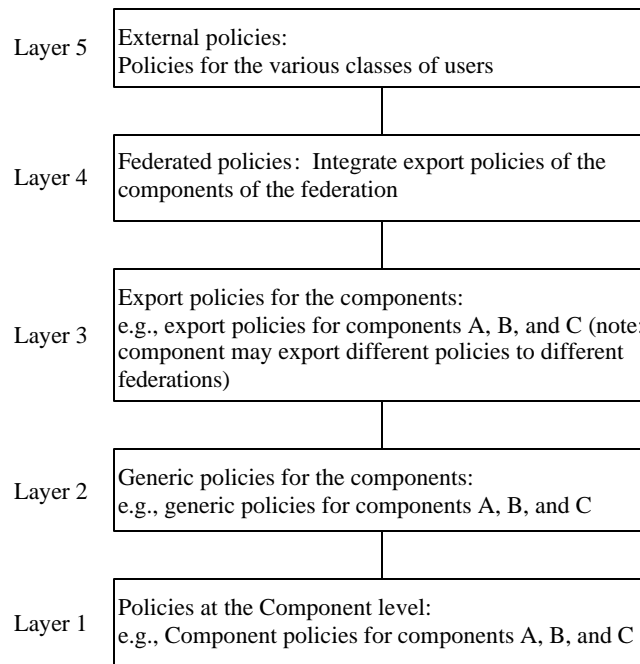 Layer 5
External policies:
Policies for the various classes of users
Layer 4
Federated policies: Integrate export policies of the
components of the federation
Layer 3
Export policies for the components:
e.g., export policies for components A, B, and C (note:
component may export different policies to different
federations)
Layer 2
Generic policies for the components:
e.g., generic policies for components A, B, and C
Layer 1
Policies at the Component level:
e.g., Component policies for components A, B, and C